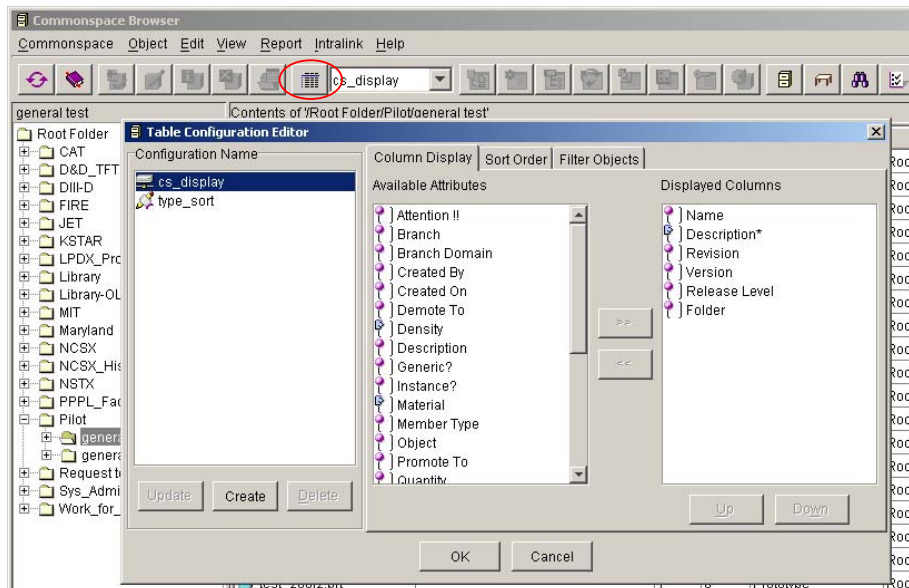 Commonspace Browser
Commonspace Object Edit View Report Intralink Help
cs_display
general test
Contents of '/Root Folder/Pilot/general test'
Root Folder
CAT
D&D_TFT
DIII-D
FIRE
JET
KSTAR
LPDX_Pro
Library
Library-OL
MIT
Maryland
NCSX
NCSX_His
NSTX
PPPL_Fac
Pilot
genera
genera
Request to
Sys_Admi
Work_for_
Table Configuration Editor
Configuration Name
cs_display
type_sort
Update Create Delete
Column Display Sort Order Filter Objects
Available Attributes
] Attention !!
] Branch
] Branch Domain
] Created By
] Created On
] Demote To
] Density
] Description
] Generic?
] Instance?
] Material
] Member Type
] Object
] Promote To
] Quantity
>>
<<
Displayed Columns
] Name
] Description*
] Revision
] Version
] Release Level
] Folder
Up Down
OK Cancel